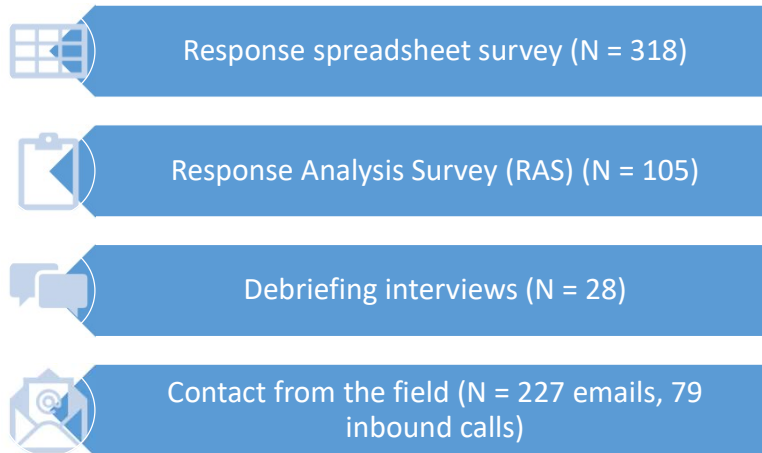 Response spreadsheet survey (N = 318)
Response Analysis Survey (RAS) (N = 105)
Debriefing interviews (N = 28)
Contact from the field (N = 227 emails, 79
inbound calls)